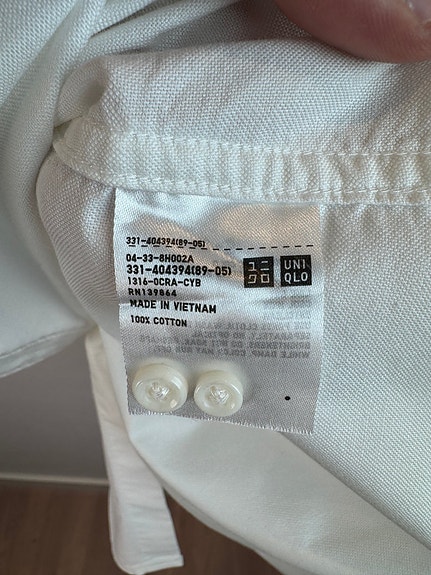 331-404394(89-05)
04-33-8H002A
331-404394(89-05)
1316-0CRA-CYB
RN139864
MADE IN VIETNAM
100% COTTON
ユニ
クロ
UNI
QLO